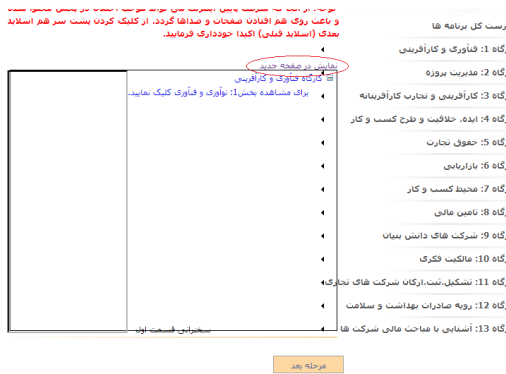 و باعث روی هم افتادن صفحات و صداها گردد. از کلیک کردن پشت سر هم اسلاید
بعدی (اسلاید قبلی) اکیدا خودداری فرمایید.
نمایش در صفحه جدید
کارگاه فنآوری و کارآفرینی
برای مشاهده بخش1: نوآوری و فنآوری کلیک نمایید.
سخنرانی قسمت اول
مرحله بعد
رست کل برنامه ها
گاه 1: فنآوری و کارآفرینی
گاه 2: مدیریت پروژه
گاه 3: کارآفرینی و تجارب کارآفرینانه
گاه 4: ایده، خلاقیت و طرح کسب و کار
گاه 5: حقوق تجارت
گاه 6: بازاریابی
گاه 7: محیط کسب و کار
گاه 8: تامین مالی
گاه 9: شرکت های دانش بنیان
گاه 10: مالکیت فکری
گاه 11: تشکیل،ثبت،ارکان شرکت های تجاری
گاه 12: رویه صادرات بهداشت و سلامت
گاه 13: آشنایی با مباحث مالی شرکت ها